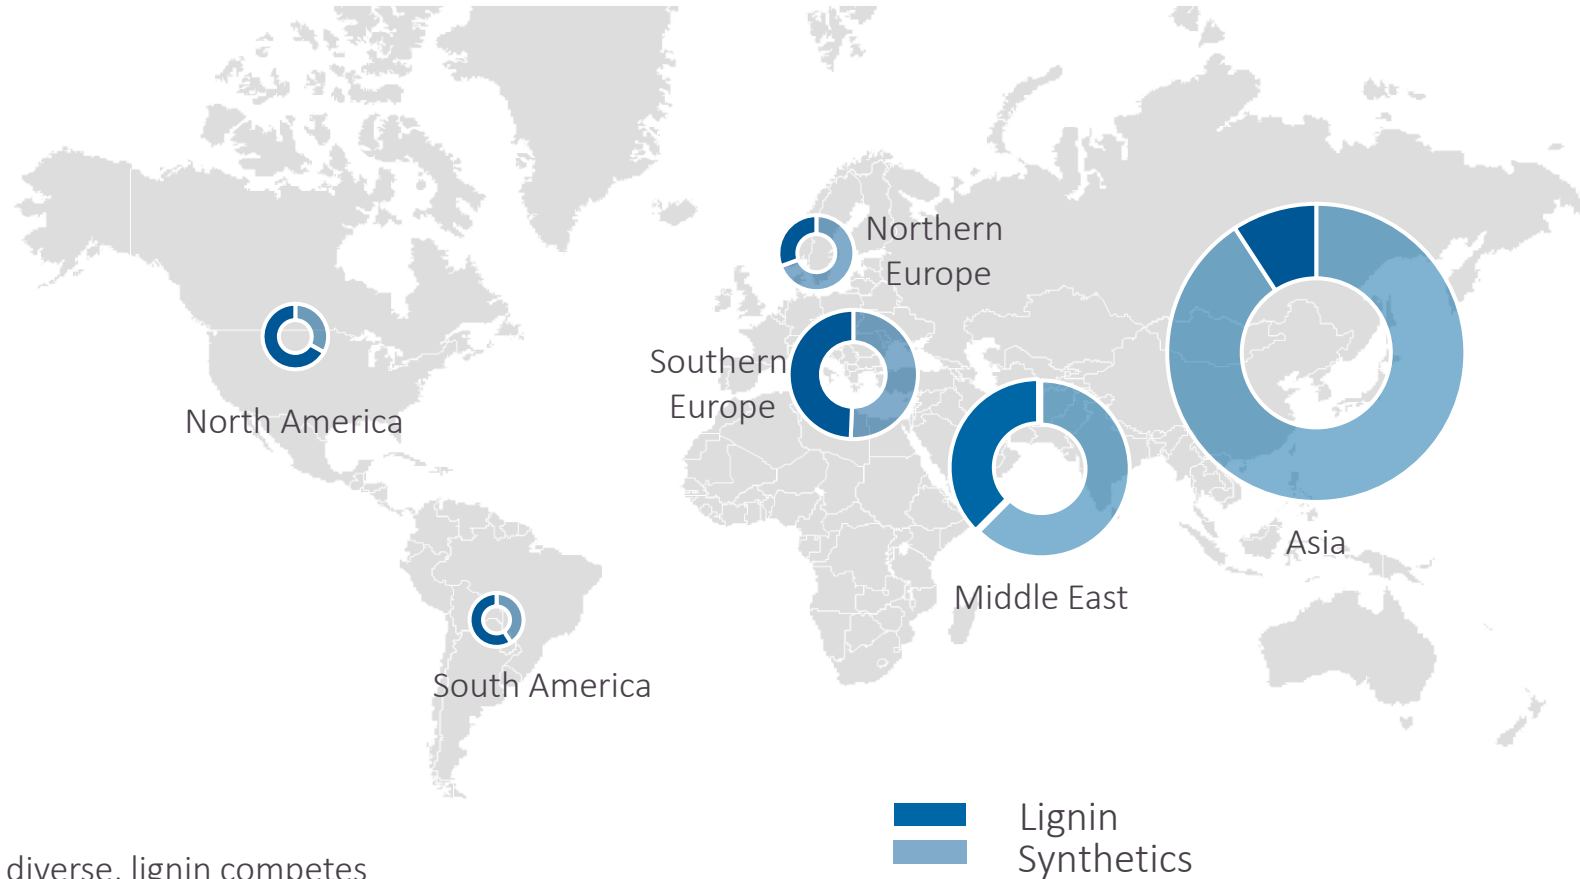 Northern
Europe
Southern
Europe
North America
Asia
Middle East
South America
Lignin
Synthetics
diverse, lignin competes